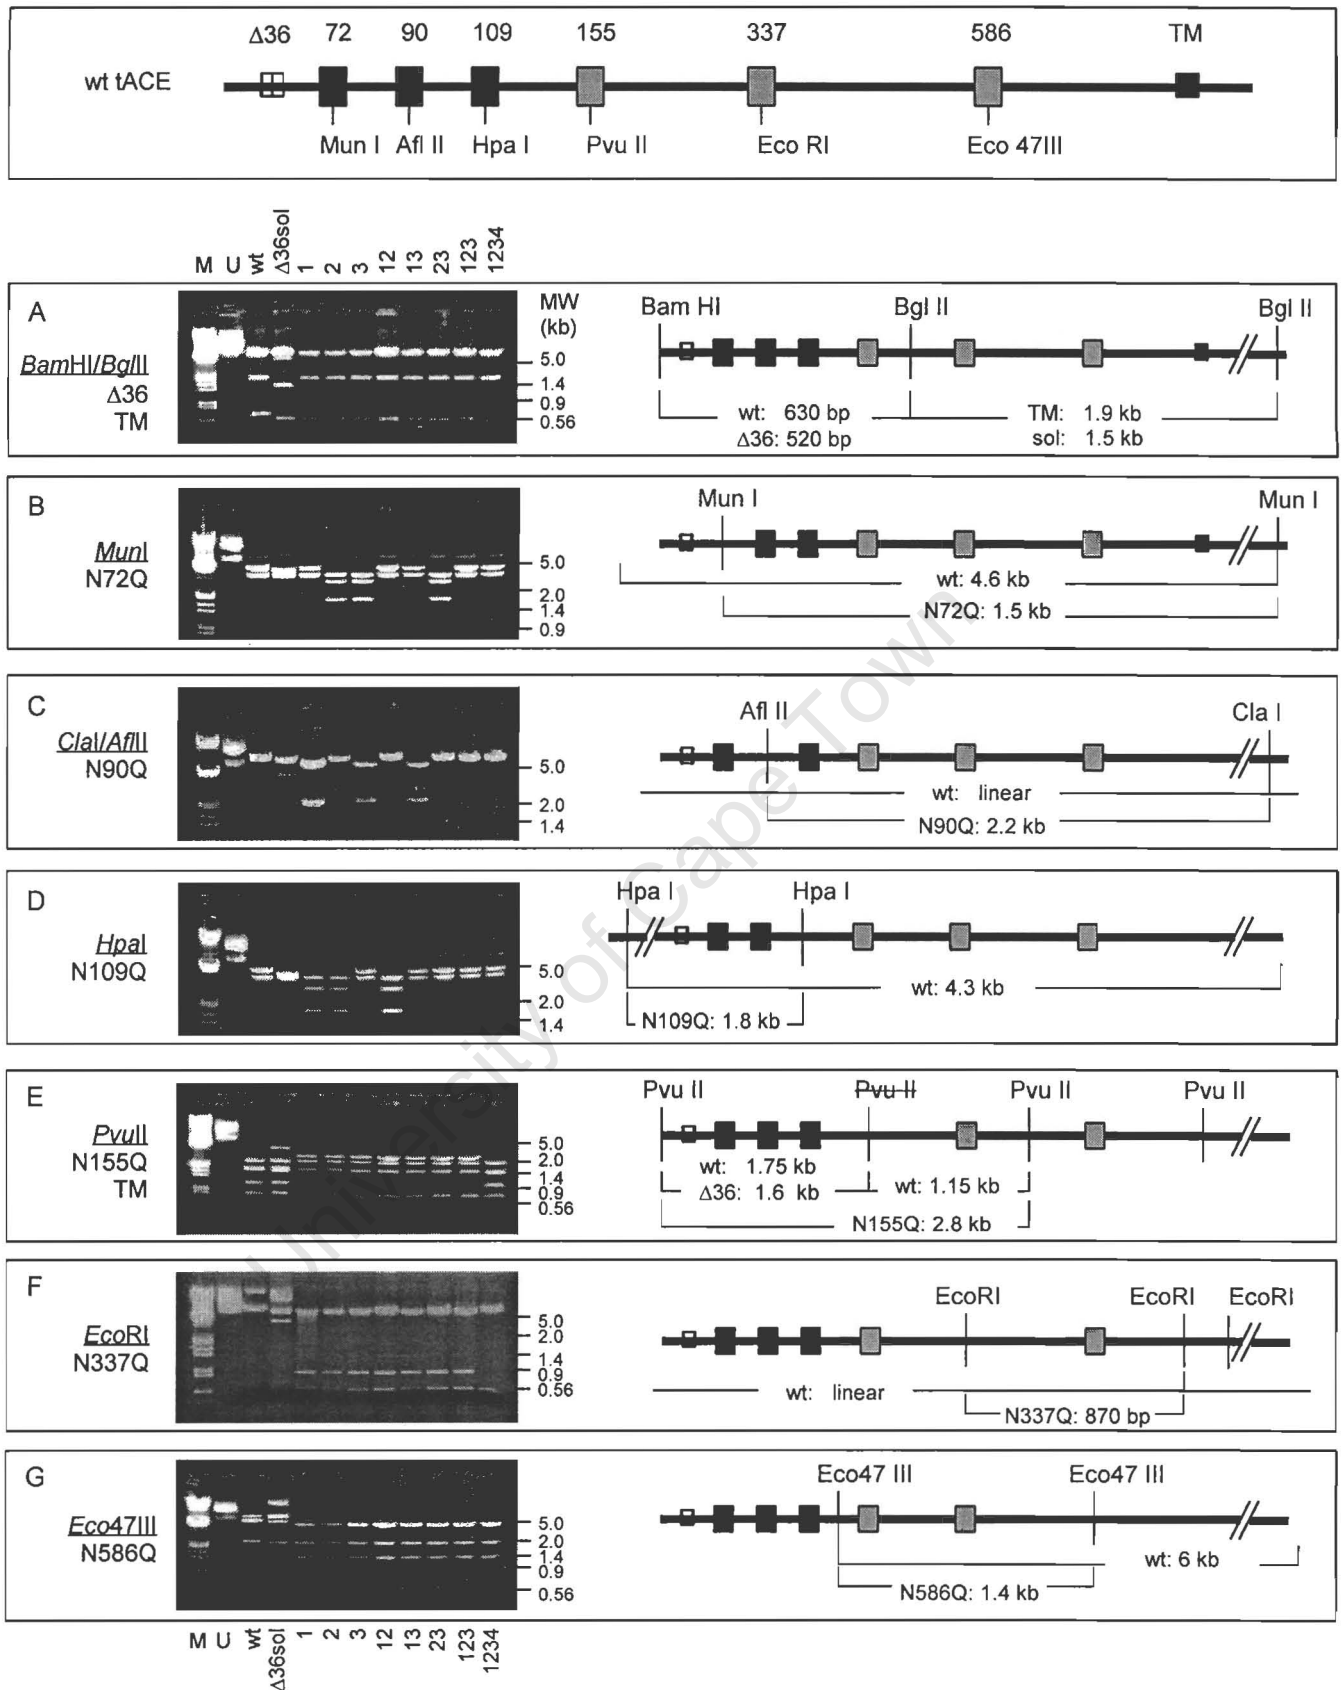 Δ36 72 90 109 155 337 586 TM
wt tACE
Mun I Afl II Hpa I Pvu II Eco RI Eco 47III
M U wt Δ36sol 1 2 3 12 13 23 123 1234
A
BamHI/BglII
Δ36
TM
MW
(kb)
5.0
1.4
0.9
0.56
Bam HI Bgl II Bgl II
wt: 630 bp TM: 1.9 kb
Δ36: 520 bp sol: 1.5 kb
B
MunI
N72Q
5.0
2.0
1.4
0.9
Mun I Mun I
wt: 4.6 kb
N72Q: 1.5 kb
C
ClaI/AflII
N90Q
5.0
2.0
1.4
Afl II Cla I
wt: linear
N90Q: 2.2 kb
D
HpaI
N109Q
5.0
2.0
1.4
Hpa I Hpa I
wt: 4.3 kb
N109Q: 1.8 kb
E
PvuII
N155Q
TM
5.0
2.0
1.4
0.9
0.56
Pvu II Pvu II Pvu II Pvu II
wt: 1.75 kb
Δ36: 1.6 kb wt: 1.15 kb
N155Q: 2.8 kb
F
EcoRI
N337Q
5.0
2.0
1.4
0.9
0.56
EcoRI EcoRI EcoRI
wt: linear
N337Q: 870 bp
G
Eco47III
N586Q
5.0
2.0
1.4
0.9
0.56
Eco47 III Eco47 III
wt: 6 kb
N586Q: 1.4 kb
M U wt Δ36sol 1 2 3 12 13 23 123 1234
University of Cape Town